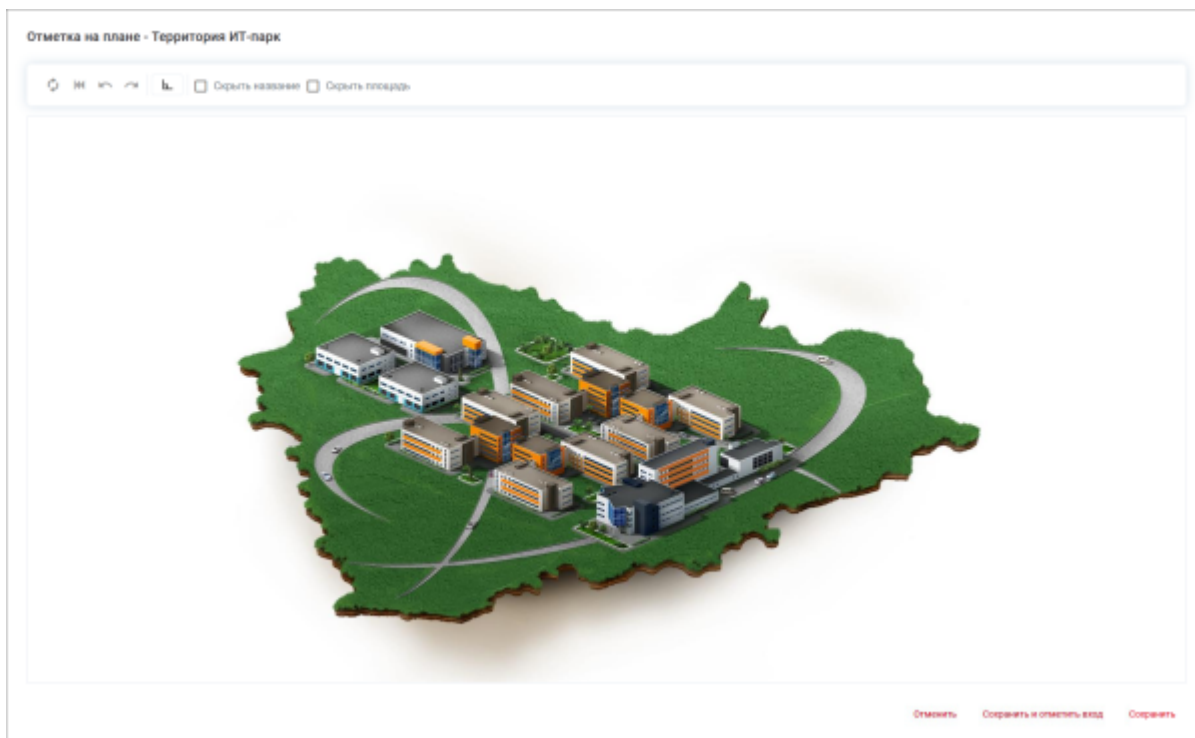 Отметка на плане - Территория ИТ-парк
Скрыть название Скрыть площадь
Отменить Сохранить и отметить вход Сохранить